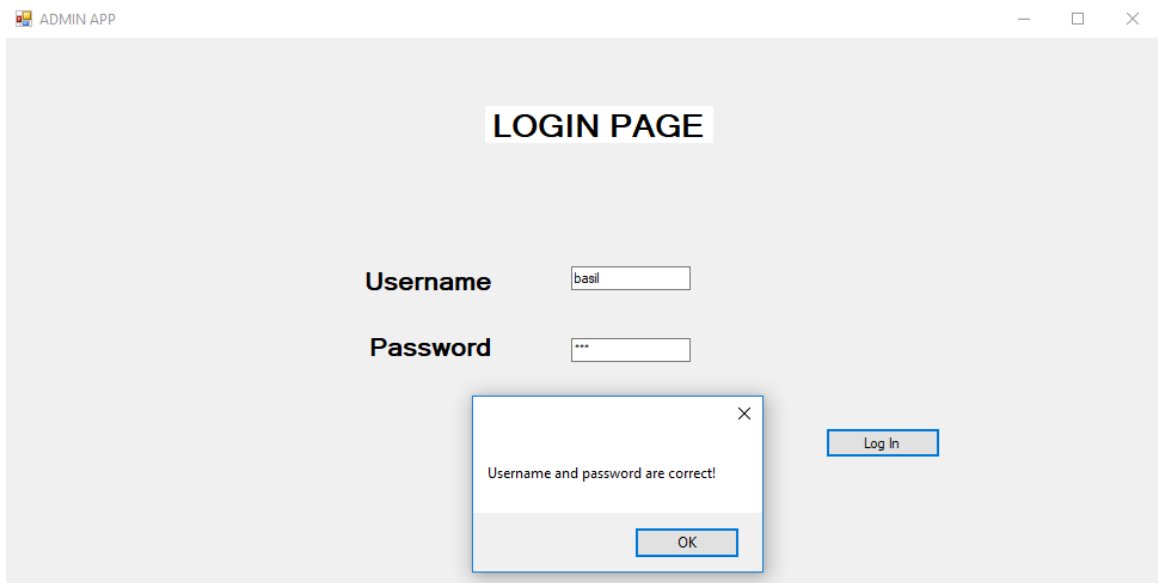 ADMIN APP
LOGIN PAGE
Username
basil
Password
***
Log In
Username and password are correct!
OK